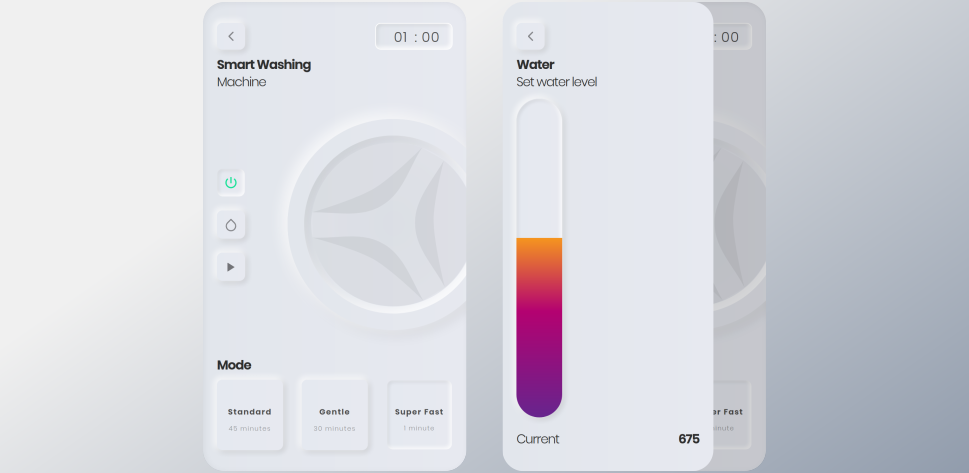 01 : 00
Smart Washing
Machine
Mode
Standard
45 minutes
Gentle
30 minutes
Super Fast
1 minute
: 00
Water
Set water level
Current
675
er Fast
inute